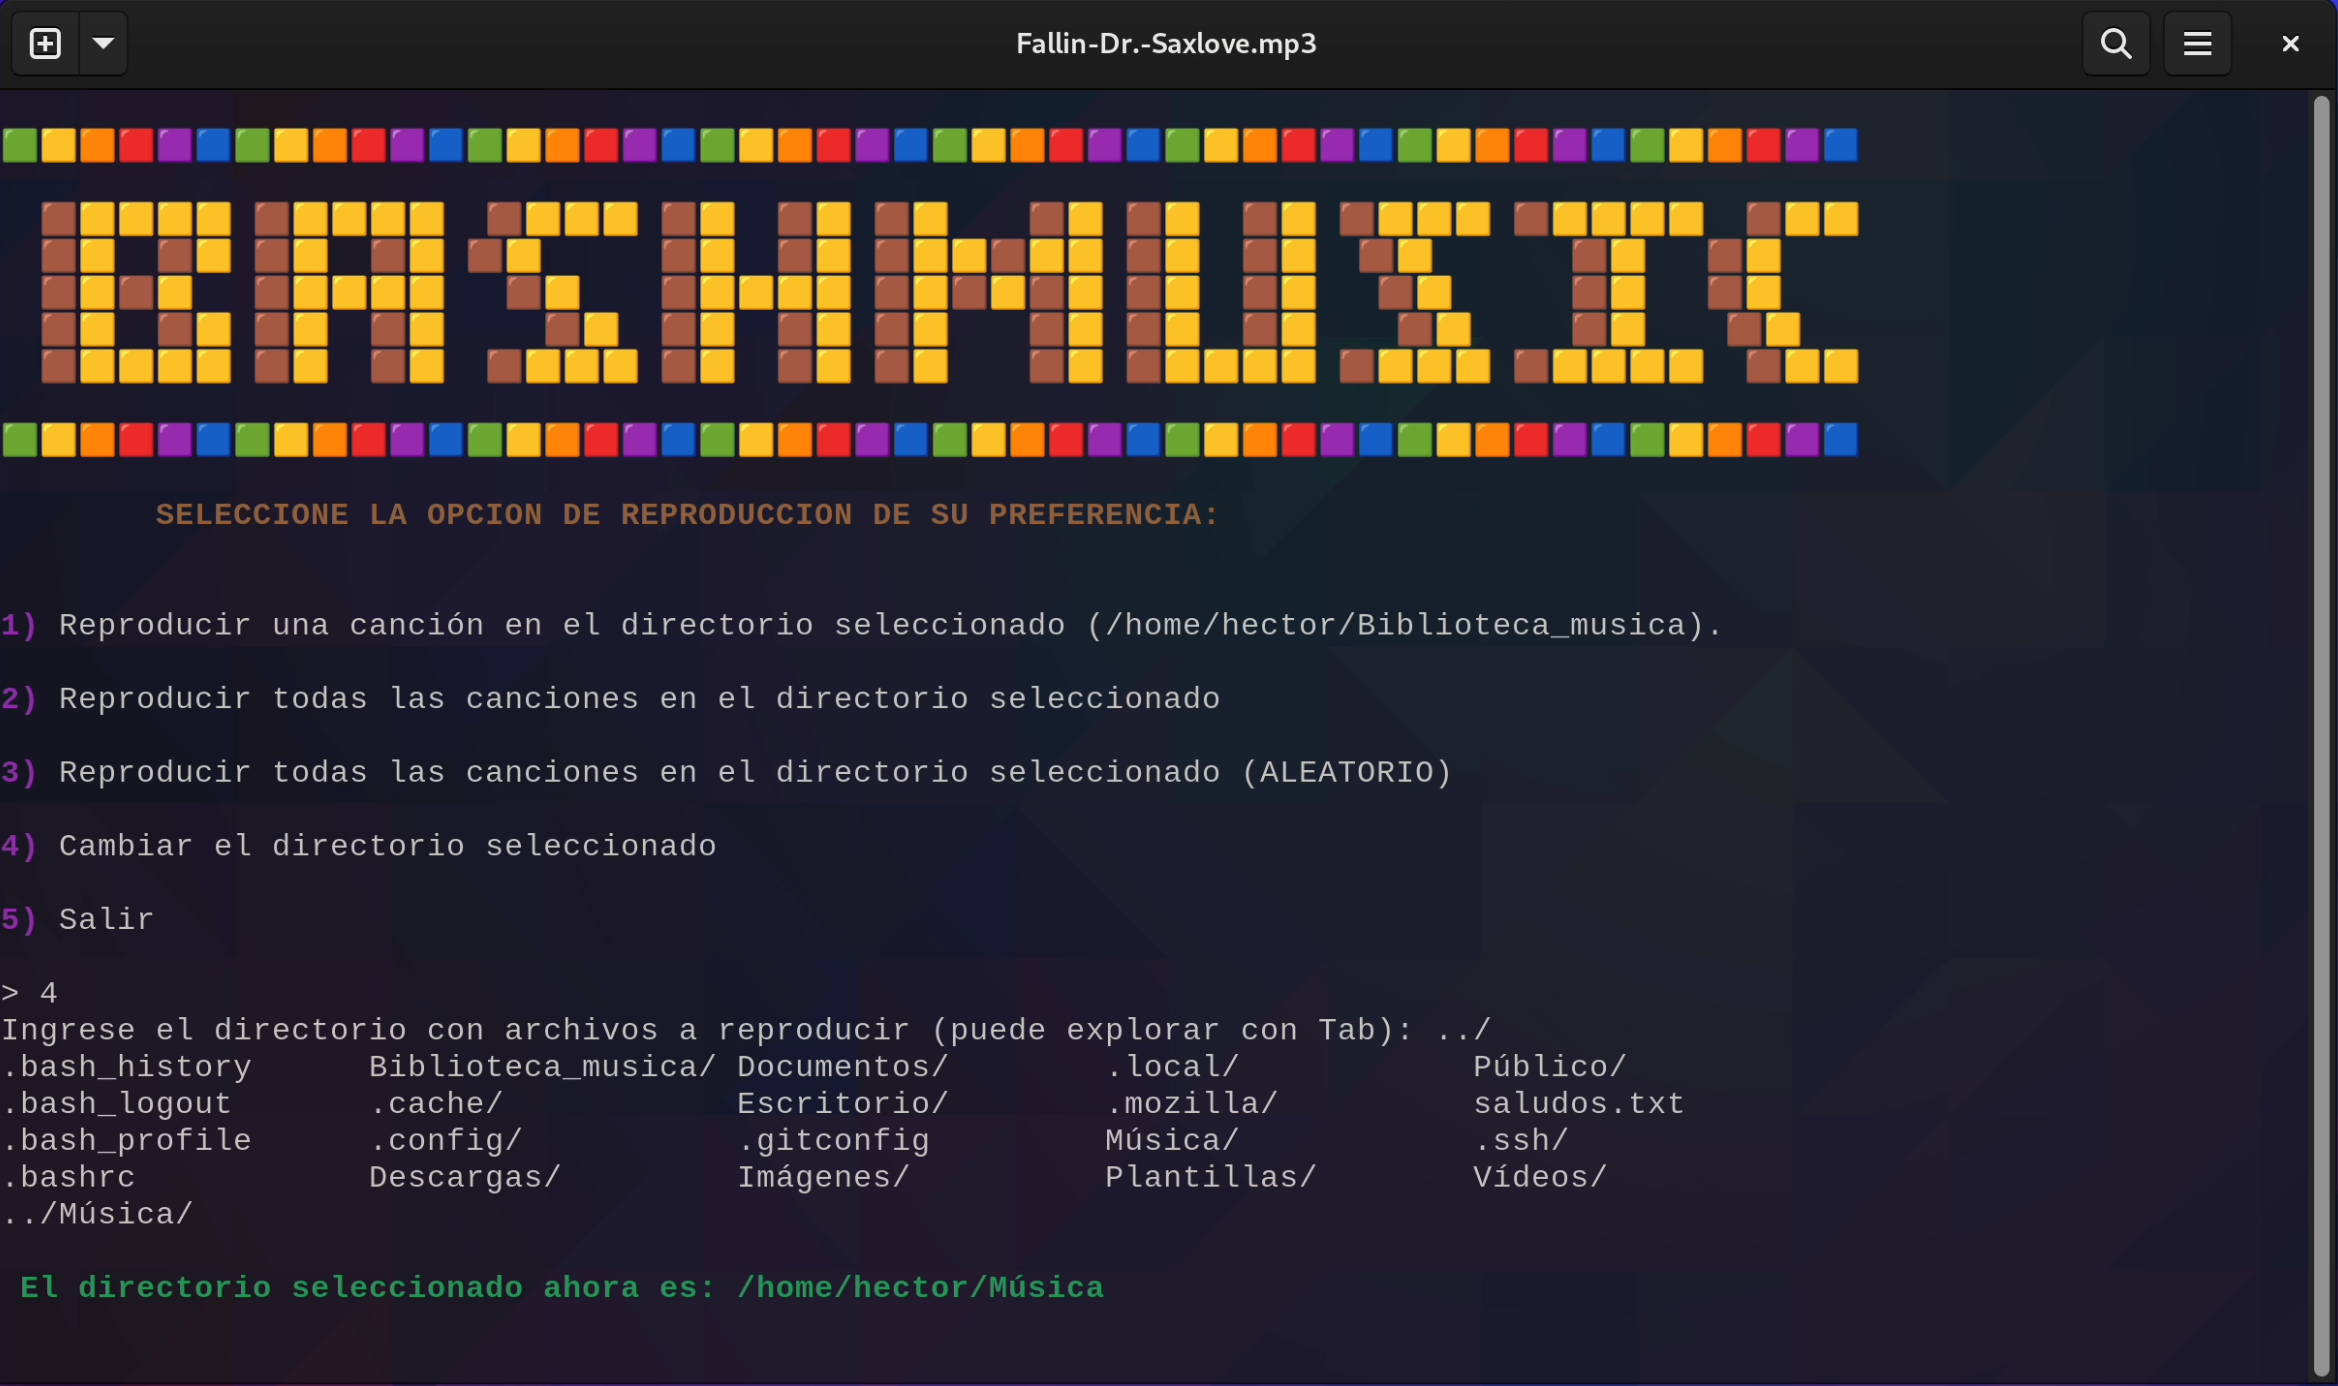 Fallin-Dr.-Saxlove.mp3
BASHMUSIC
SELECCIONE LA OPCION DE REPRODUCCION DE SU PREFERENCIA:
1) Reproducir una canción en el directorio seleccionado (/home/hector/Biblioteca_musica).
2) Reproducir todas las canciones en el directorio seleccionado
3) Reproducir todas las canciones en el directorio seleccionado (ALEATORIO)
4) Cambiar el directorio seleccionado
5) Salir
> 4
Ingrese el directorio con archivos a reproducir (puede explorar con Tab): ../
.bash_history Biblioteca_musica/ Documentos/ .local/ Público/
.bash_logout .cache/ Escritorio/ .mozilla/ saludos.txt
.bash_profile .config/ .gitconfig Música/ .ssh/
.bashrc Descargas/ Imágenes/ Plantillas/ Vídeos/
../Música/
El directorio seleccionado ahora es: /home/hector/Música